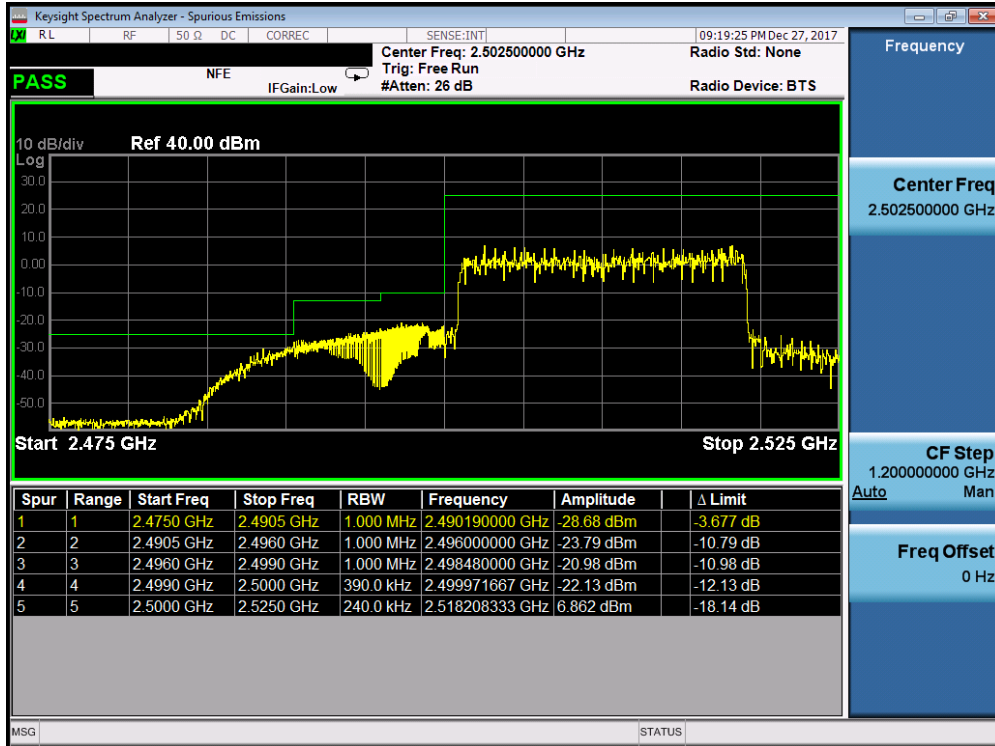 Keysight Spectrum Analyzer - Spurious Emissions
LXI RL RF 50 Ω DC CORREC SENSE:INT 09:19:25 PM Dec 27, 2017
Center Freq: 2.502500000 GHz Radio Std: None
NFE Trig: Free Run
PASS IFGain:Low #Atten: 26 dB Radio Device: BTS
10 dB/div Ref 40.00 dBm
Log
30.0
20.0
10.0
0.00
-10.0
-20.0
-30.0
-40.0
-50.0
Start 2.475 GHz Stop 2.525 GHz
Spur Range Start Freq Stop Freq RBW Frequency Amplitude Δ Limit
1 1 2.4750 GHz 2.4905 GHz 1.000 MHz 2.490190000 GHz -28.68 dBm -3.677 dB
2 2 2.4905 GHz 2.4960 GHz 1.000 MHz 2.496000000 GHz -23.79 dBm -10.79 dB
3 3 2.4960 GHz 2.4990 GHz 1.000 MHz 2.498480000 GHz -20.98 dBm -10.98 dB
4 4 2.4990 GHz 2.5000 GHz 390.0 kHz 2.499971667 GHz -22.13 dBm -12.13 dB
5 5 2.5000 GHz 2.5250 GHz 240.0 kHz 2.518208333 GHz 6.862 dBm -18.14 dB
Frequency
Center Freq
2.502500000 GHz
CF Step
1.200000000 GHz
Auto Man
Freq Offset
0 Hz
MSG STATUS